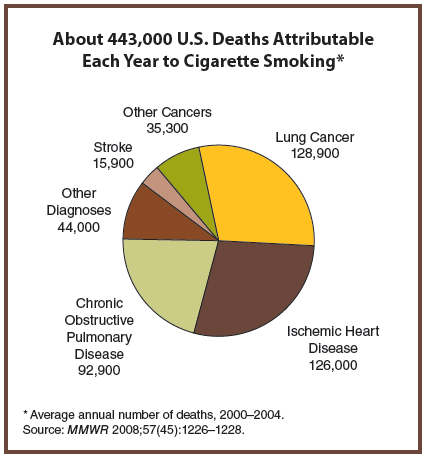 About 443,000 U.S. Deaths Attributable
Each Year to Cigarette Smoking*
Other Cancers
35,300
Lung Cancer
128,900
Stroke
15,900
Other
Diagnoses
44,000
Chronic
Obstructive
Pulmonary
Disease
92,900
Ischemic Heart
Disease
126,000
* Average annual number of deaths, 2000–2004.
Source: MMWR 2008;57(45):1226–1228.